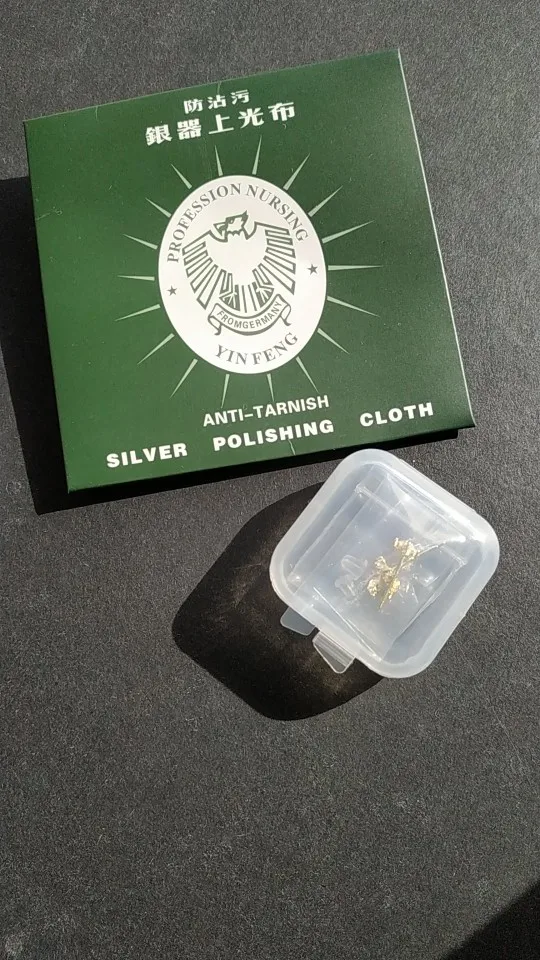 防沾污
銀器上光布
PROFESSION NURSING
FROMGERMANY
YIN FENG
ANTI-TARNISH
SILVER POLISHING CLOTH